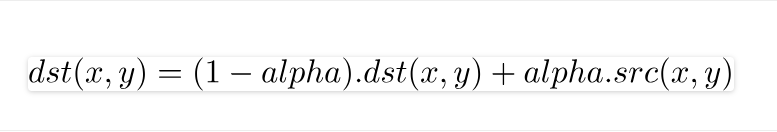 dst(x, y) = (1 − alpha).dst(x, y) + alpha.src(x, y)